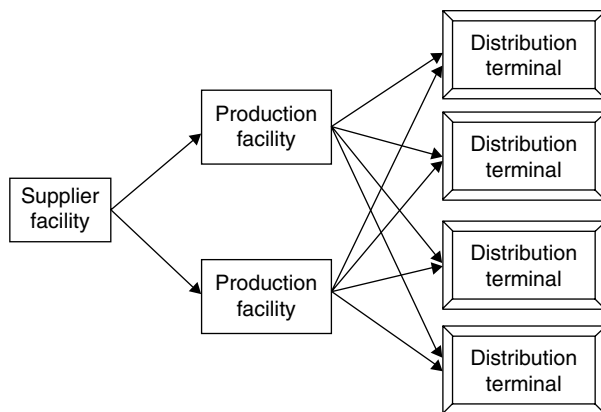 Supplier
facility
Production
facility
Production
facility
Distribution
terminal
Distribution
terminal
Distribution
terminal
Distribution
terminal